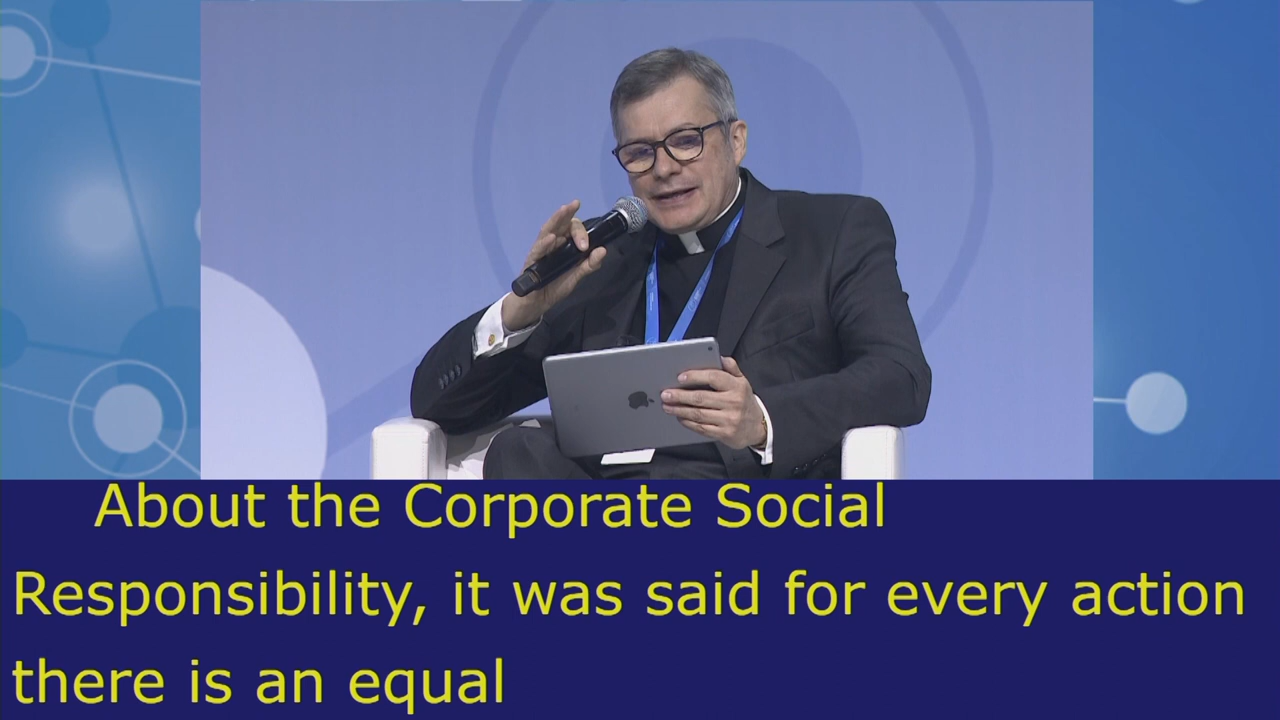 About the Corporate Social
Responsibility, it was said for every action
there is an equal